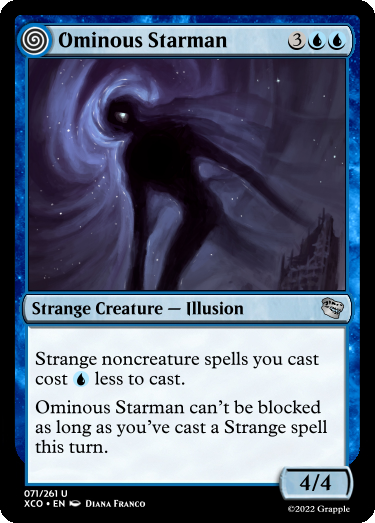 Ominous Starman 3
Strange Creature — Illusion
Strange noncreature spells you cast
cost less to cast.
Ominous Starman can't be blocked
as long as you've cast a Strange spell
this turn.
4/4
071/261 U
XCO • EN DIANA FRANCO
©2022 Grapple